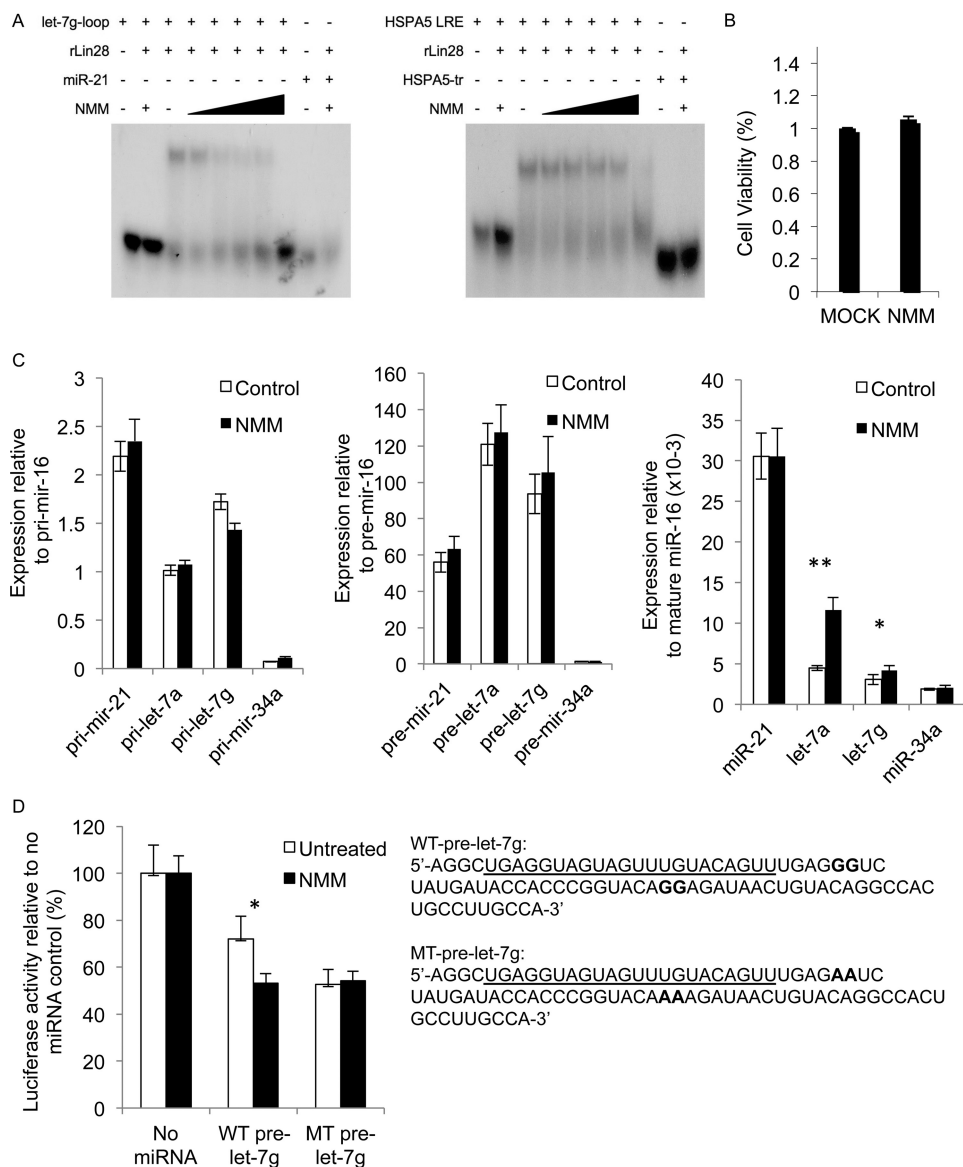 A
let-7g-loop + + + + + + + - -
rLin28 - + + + + + + - +
miR-21 - - - - - - - + +
NMM - + - - +
HSPA5 LRE + + + + + + + - -
rLin28 - + + + + + + - +
HSPA5-tr - - - - - - - + +
NMM - + - - +
B
Cell Viability (%)
1.4
1.2
1
0.8
0.6
0.4
0.2
0
MOCK NMM
C
Expression relative
to pri-mir-16
3
2.5
2
1.5
1
0.5
0
Control
NMM
pri-mir-21
pri-let-7a
pri-let-7g
pri-mir-34a
Expression relative
to pre-mir-16
140
120
100
80
60
40
20
0
Control
NMM
pre-mir-21
pre-let-7a
pre-let-7g
pre-mir-34a
Expression relative
to mature miR-16 (x10-3)
40
35
30
25
20
15
10
5
0
Control
NMM
**
*
miR-21
let-7a
let-7g
miR-34a
D
Luciferase activity relative to no
miRNA control (%)
120
100
80
60
40
20
0
Untreated
NMM
*
No
miRNA
WT pre-
let-7g
MT pre-
let-7g
WT-pre-let-7g:
5’-AGGCUGAGGUAGUAGUUUGUACAGUUUGAGGGUC
UAUGAUACCACCCGGUACAGGAGAUAACUGUACAGGCCAC
UGCCUUGCCA-3’
MT-pre-let-7g:
5’-AGGCUGAGGUAGUAGUUUGUACAGUUUGAGAAUC
UAUGAUACCACCCGGUACAAAAGAUAACUGUACAGGCCACU
GCCUUGCCA-3’